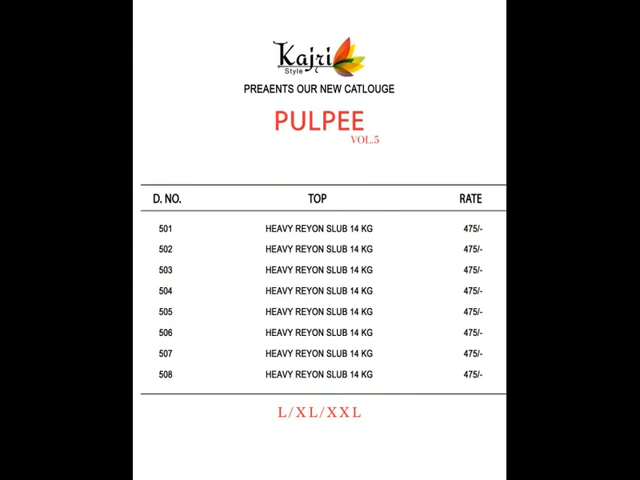 Kajri
Style
PREAENTS OUR NEW CATLOUGE
PULPEE
VOL.5
D. NO. TOP RATE
501 HEAVY REYON SLUB 14 KG 475/-
502 HEAVY REYON SLUB 14 KG 475/-
503 HEAVY REYON SLUB 14 KG 475/-
504 HEAVY REYON SLUB 14 KG 475/-
505 HEAVY REYON SLUB 14 KG 475/-
506 HEAVY REYON SLUB 14 KG 475/-
507 HEAVY REYON SLUB 14 KG 475/-
508 HEAVY REYON SLUB 14 KG 475/-
L/XL/XXL